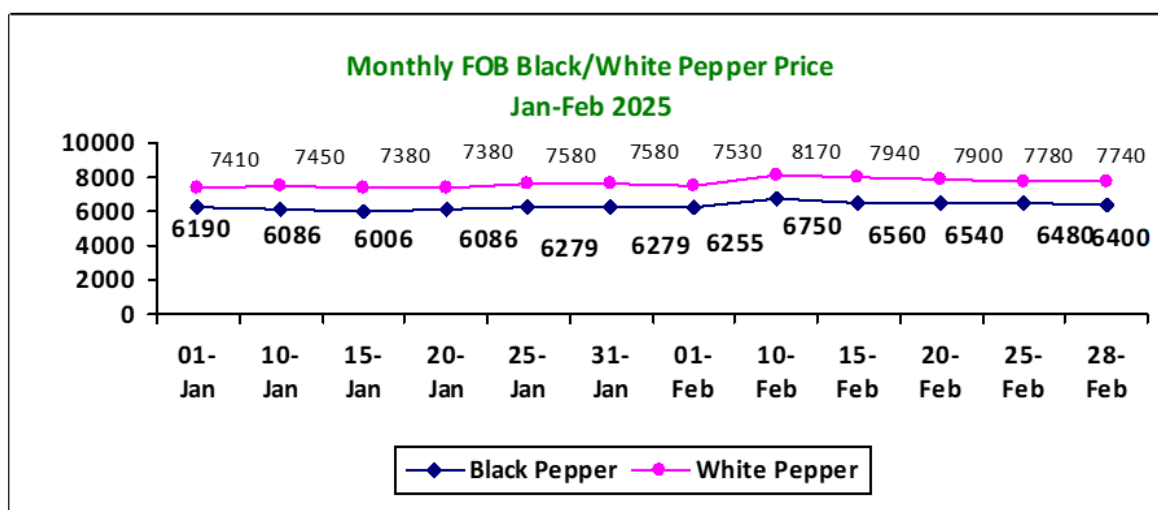 Monthly FOB Black/White Pepper Price
Jan-Feb 2025
10000
8000
6000
4000
2000
0
7410 7450 7380 7380 7580 7580 7530 8170 7940 7900 7780 7740
6190 6086 6006 6086 6279 6279 6255 6750 6560 6540 6480 6400
01- 10- 15- 20- 25- 31- 01- 10- 15- 20- 25- 28-
Jan Jan Jan Jan Jan Jan Feb Feb Feb Feb Feb Feb
Black Pepper White Pepper